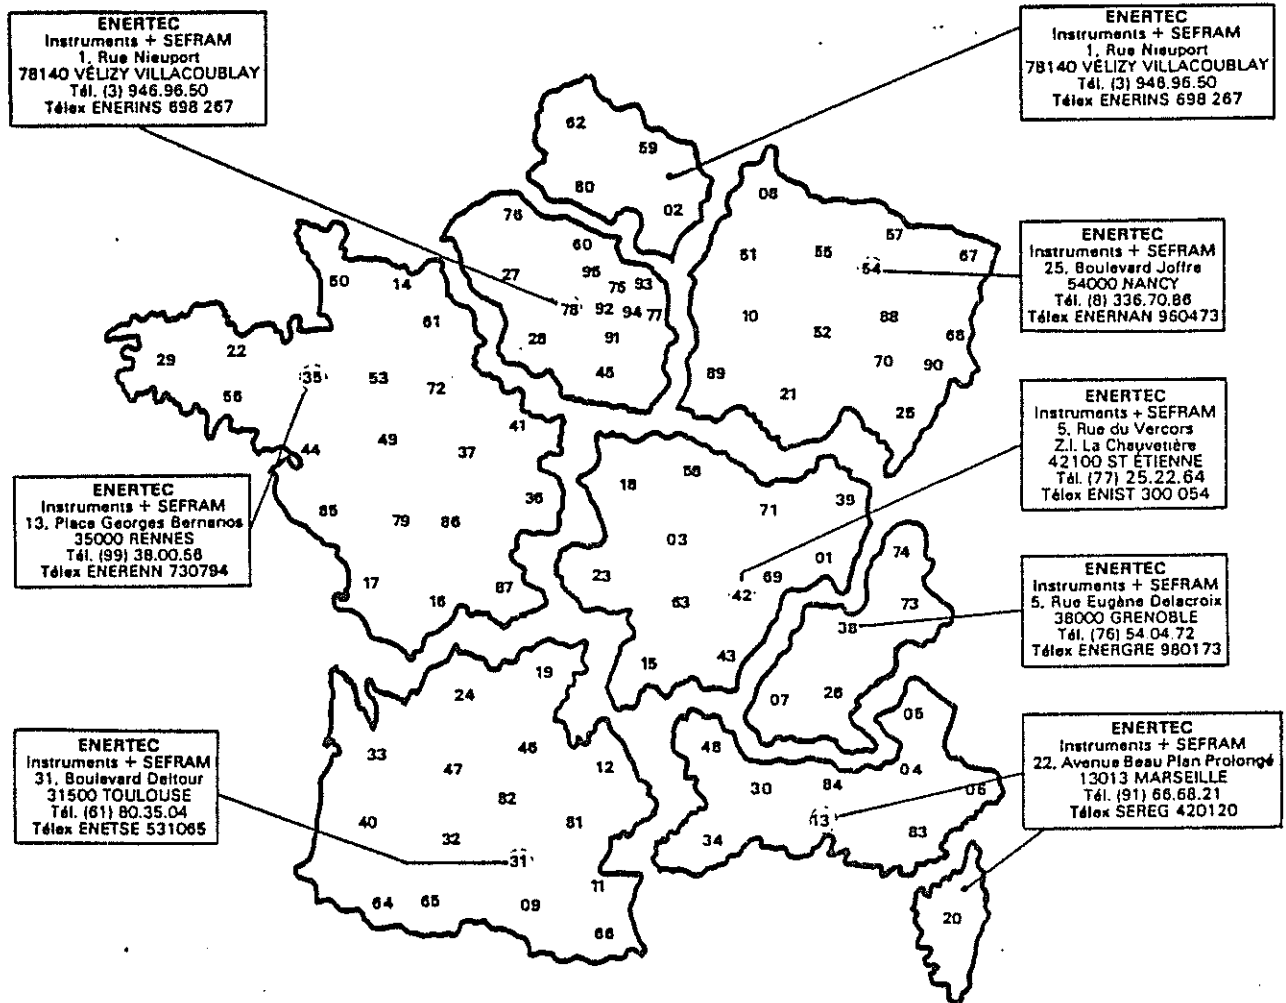 ENERTEC
Instruments + SEFRAM
1, Rue Nieuport
78140 VÉLIZY VILLACOUBLAY
Tél. (3) 946.96.50
Télex ENERINS 698 267
ENERTEC
Instruments + SEFRAM
1, Rue Nieuport
78140 VÉLIZY VILLACOUBLAY
Tél. (3) 946.96.50
Télex ENERINS 698 267
62
59
80
02
08
76
60
51
55
57
67
54
ENERTEC
Instruments + SEFRAM
25, Boulevard Joffre
54000 NANCY
Tél. (8) 336.70.86
Télex ENERNAN 960473
50
14
27
95
75
93
78
92
94
77
61
28
91
45
10
52
88
68
70
90
89
21
25
29
22
35
53
72
56
41
44
49
37
36
85
79
86
17
16
87
ENERTEC
Instruments + SEFRAM
5, Rue du Vercors
Z.I. La Chauvetière
42100 ST ÉTIENNE
Tél. (77) 25.22.64
Télex ENIST 300 054
ENERTEC
Instruments + SEFRAM
13, Place Georges Bernanos
35000 RENNES
Tél. (99) 38.00.56
Télex ENERENN 730794
18
58
71
39
03
23
69
01
42
63
15
43
74
73
38
07
26
ENERTEC
Instruments + SEFRAM
5, Rue Eugène Delacroix
38000 GRENOBLE
Tél. (76) 54.04.72
Télex ENERGRE 980173
ENERTEC
Instruments + SEFRAM
31, Boulevard Deltour
31500 TOULOUSE
Tél. (61) 80.35.04
Télex ENETSE 531065
19
24
33
46
47
12
82
40
32
81
31
64
65
09
11
66
48
05
30
84
04
06
13
34
83
20
ENERTEC
Instruments + SEFRAM
22, Avenue Beau Plan Prolongé
13013 MARSEILLE
Tél. (91) 66.68.21
Télex SEREG 420120